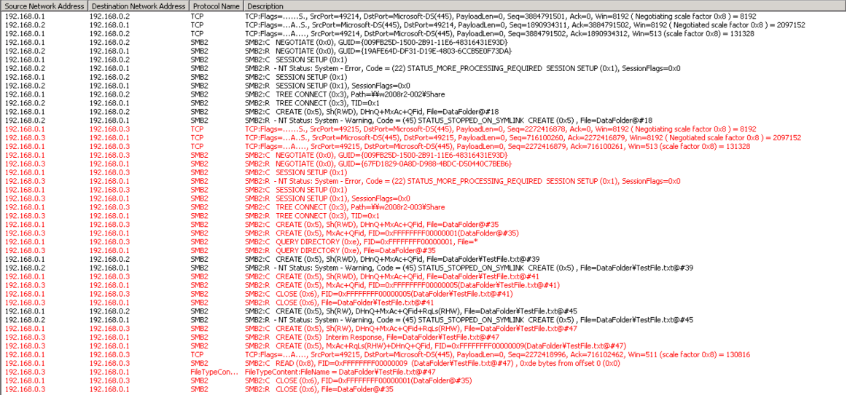 Source Network Address Destination Network Address Protocol Name Description
192.168.0.1 192.168.0.2 TCP TCP:Flags=......S., SrcPort=49214, DstPort=Microsoft-DS(445), PayloadLen=0, Seq=3884791501, Ack=0, Win=8192 ( Negotiating scale factor 0x8 ) = 8192
192.168.0.2 192.168.0.1 TCP TCP:Flags=...A..S., SrcPort=Microsoft-DS(445), DstPort=49214, PayloadLen=0, Seq=1890934311, Ack=3884791502, Win=8192 ( Negotiated scale factor 0x8 ) = 2097152
192.168.0.1 192.168.0.2 TCP TCP:Flags=...A...., SrcPort=49214, DstPort=Microsoft-DS(445), PayloadLen=0, Seq=3884791502, Ack=1890934312, Win=513 (scale factor 0x8) = 131328
192.168.0.1 192.168.0.2 SMB2 SMB2:C NEGOTIATE (0x0), GUID={009FB25D-1500-2B91-11E6-48316431E93D}
192.168.0.2 192.168.0.1 SMB2 SMB2:R NEGOTIATE (0x0), GUID={19AFE64D-DF31-D19E-4803-6CCB5E0F73DA}
192.168.0.1 192.168.0.2 SMB2 SMB2:C SESSION SETUP (0x1)
192.168.0.2 192.168.0.1 SMB2 SMB2:R - NT Status: System - Error, Code = (22) STATUS_MORE_PROCESSING_REQUIRED SESSION SETUP (0x1), SessionFlags=0x0
192.168.0.1 192.168.0.2 SMB2 SMB2:C SESSION SETUP (0x1)
192.168.0.2 192.168.0.1 SMB2 SMB2:R SESSION SETUP (0x1), SessionFlags=0x0
192.168.0.1 192.168.0.2 SMB2 SMB2:C TREE CONNECT (0x3), Path=¥¥w2008r2-002¥Share
192.168.0.2 192.168.0.1 SMB2 SMB2:R TREE CONNECT (0x3), TID=0x1
192.168.0.1 192.168.0.2 SMB2 SMB2:C CREATE (0x5), Sh(RWD), DHnQ+MxAc+QFid, File=DataFolder@#18
192.168.0.2 192.168.0.1 SMB2 SMB2:R - NT Status: System - Warning, Code = (45) STATUS_STOPPED_ON_SYMLINK CREATE (0x5) , File=DataFolder@#18
192.168.0.1 192.168.0.3 TCP TCP:Flags=......S., SrcPort=49215, DstPort=Microsoft-DS(445), PayloadLen=0, Seq=2272416878, Ack=0, Win=8192 ( Negotiating scale factor 0x8 ) = 8192
192.168.0.3 192.168.0.1 TCP TCP:Flags=...A..S., SrcPort=Microsoft-DS(445), DstPort=49215, PayloadLen=0, Seq=716100260, Ack=2272416879, Win=8192 ( Negotiated scale factor 0x8 ) = 2097152
192.168.0.1 192.168.0.3 TCP TCP:Flags=...A...., SrcPort=49215, DstPort=Microsoft-DS(445), PayloadLen=0, Seq=2272416879, Ack=716100261, Win=513 (scale factor 0x8) = 131328
192.168.0.1 192.168.0.3 SMB2 SMB2:C NEGOTIATE (0x0), GUID={009FB25D-1500-2B91-11E6-48316431E93D}
192.168.0.3 192.168.0.1 SMB2 SMB2:R NEGOTIATE (0x0),
192.168.0.1 192.168.0.3 SMB2 SMB2:C SESSION SETUP (0x1)
192.168.0.3 192.168.0.1 SMB2 SMB2:R - NT Status: System - Error, Code = (22) STATUS_MORE_PROCESSING_REQUIRED SESSION SETUP (0x1), SessionFlags=0x0
192.168.0.1 192.168.0.3 SMB2 SMB2:C SESSION SETUP (0x1)
192.168.0.3 192.168.0.1 SMB2 SMB2:R SESSION SETUP (0x1), SessionFlags=0x0
192.168.0.1 192.168.0.3 SMB2 SMB2:C TREE CONNECT (0x3), Path=¥¥w2008r2-003¥Share
192.168.0.3 192.168.0.1 SMB2 SMB2:R TREE CONNECT (0x3), TID=0x1
192.168.0.1 192.168.0.3 SMB2 SMB2:C CREATE (0x5), Sh(RWD), DHnQ+MxAc+QFid, File=DataFolder@#35
192.168.0.3 192.168.0.1 SMB2 SMB2:R CREATE (0x5), MxAc+QFid, FID=0xFFFFFFFF00000001(DataFolder@#35)
192.168.0.1 192.168.0.3 SMB2 SMB2:C QUERY DIRECTORY (0xe), FID=0xFFFFFFFF00000001, File=*
192.168.0.3 192.168.0.1 SMB2 SMB2:R QUERY DIRECTORY (0xe), File=DataFolder@#35
192.168.0.1 192.168.0.2 SMB2 SMB2:C CREATE (0x5), Sh(RWD), DHnQ+MxAc+QFid, File=DataFolder¥TestFile.txt@#39
192.168.0.2 192.168.0.1 SMB2 SMB2:R - NT Status: System - Warning, Code = (45) STATUS_STOPPED_ON_SYMLINK CREATE (0x5) , File=DataFolder¥TestFile.txt@#39
192.168.0.1 192.168.0.3 SMB2 SMB2:C CREATE (0x5), Sh(RWD), DHnQ+MxAc+QFid, File=DataFolder¥TestFile.txt@#41
192.168.0.3 192.168.0.1 SMB2 SMB2:R CREATE (0x5), MxAc+QFid, FID=0xFFFFFFFF00000005(DataFolder¥TestFile.txt@#41)
192.168.0.1 192.168.0.3 SMB2 SMB2:C CLOSE (0x6), FID=0xFFFFFFFF00000005(DataFolder¥TestFile.txt@#41)
192.168.0.3 192.168.0.1 SMB2 SMB2:R CLOSE (0x6), File=DataFolder¥TestFile.txt@#41
192.168.0.1 192.168.0.2 SMB2 SMB2:C CREATE (0x5), Sh(RW), DHnQ+MxAc+QFid+RqLs(RHW), File=DataFolder¥TestFile.txt@#45
192.168.0.2 192.168.0.1 SMB2 SMB2:R - NT Status: System - Warning, Code = (45) STATUS_STOPPED_ON_SYMLINK CREATE (0x5) , File=DataFolder¥TestFile.txt@#45
192.168.0.1 192.168.0.3 SMB2 SMB2:C CREATE (0x5), Sh(RW), DHnQ+MxAc+QFid+RqLs(RHW), File=DataFolder¥TestFile.txt@#47
192.168.0.3 192.168.0.1 SMB2 SMB2:R CREATE (0x5) Interim Response, File=DataFolder¥TestFile.txt@#47
192.168.0.3 192.168.0.1 SMB2 SMB2:R CREATE (0x5), MxAc+RqLs(RHW)+DHnQ+QFid, FID=0xFFFFFFFF00000009(DataFolder¥TestFile.txt@#47)
192.168.0.1 192.168.0.3 TCP TCP:Flags=...A...., SrcPort=49215, DstPort=Microsoft-DS(445), PayloadLen=0, Seq=2272418996, Ack=716102462, Win=511 (scale factor 0x8) = 130816
192.168.0.1 192.168.0.3 SMB2 SMB2:C READ (0x8), FID=0xFFFFFFFF00000009 (DataFolder¥TestFile.txt@#47) , 0xde bytes from offset 0 (0x0)
192.168.0.3 192.168.0.1 FileTypeCon... FileTypeContent:FileName = DataFolder¥TestFile.txt@#47
192.168.0.1 192.168.0.3 SMB2 SMB2:C CLOSE (0x6), FID=0xFFFFFFFF00000001(DataFolder@#35)
192.168.0.3 192.168.0.1 SMB2 SMB2:R CLOSE (0x6), File=DataFolder@#35